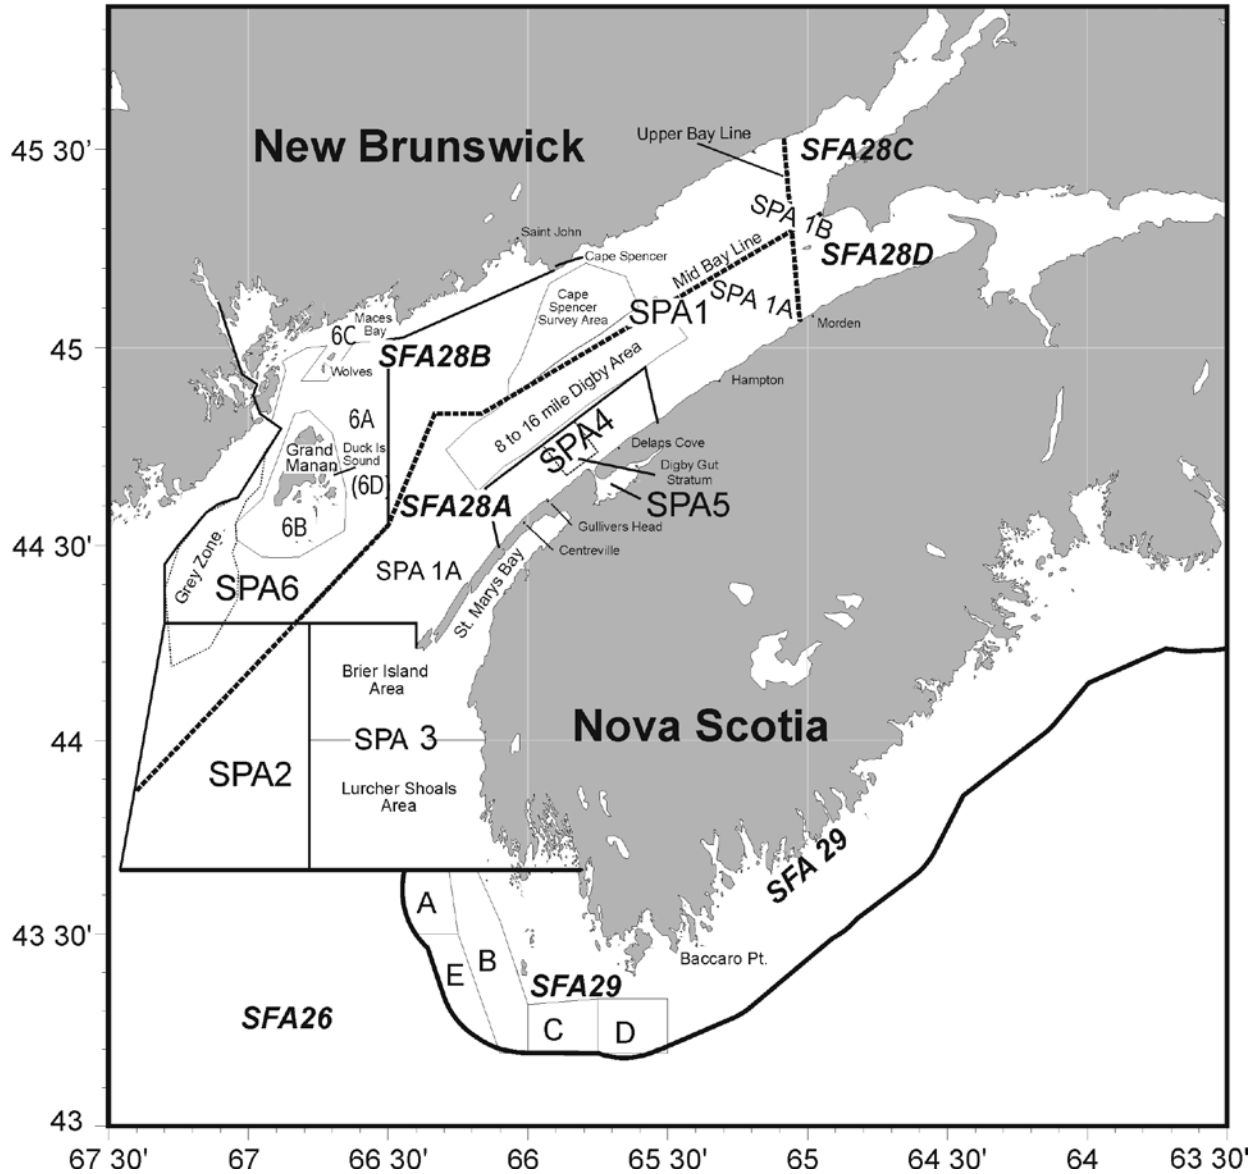 45 30'
New Brunswick
Upper Bay Line
SFA28C
SPA 1B
Saint John
Cape Spencer
Mid Bay Line
SFA28D
Cape
Spencer
Survey Area
SPA1
SPA 1A
Morden
Maces
Bay
6C
45
SFA28B
Wolves
8 to 16 mile Digby Area
Hampton
6A
SPA4
Grand
Manan
Duck Is
Sound
(6D)
Delaps Cove
Digby Gut
Stratum
SFA28A
SPA5
6B
Gullivers Head
44 30'
Centreville
Grey Zone
SPA6
SPA 1A
St. Marys Bay
Brier Island
Area
44
SPA 3
Nova Scotia
SPA2
Lurcher Shoals
Area
SFA 29
A
43 30'
B
E
Baccaro Pt.
SFA29
SFA26
C
D
43
67 30'
67
66 30'
66
65 30'
65
64 30'
64
63 30'